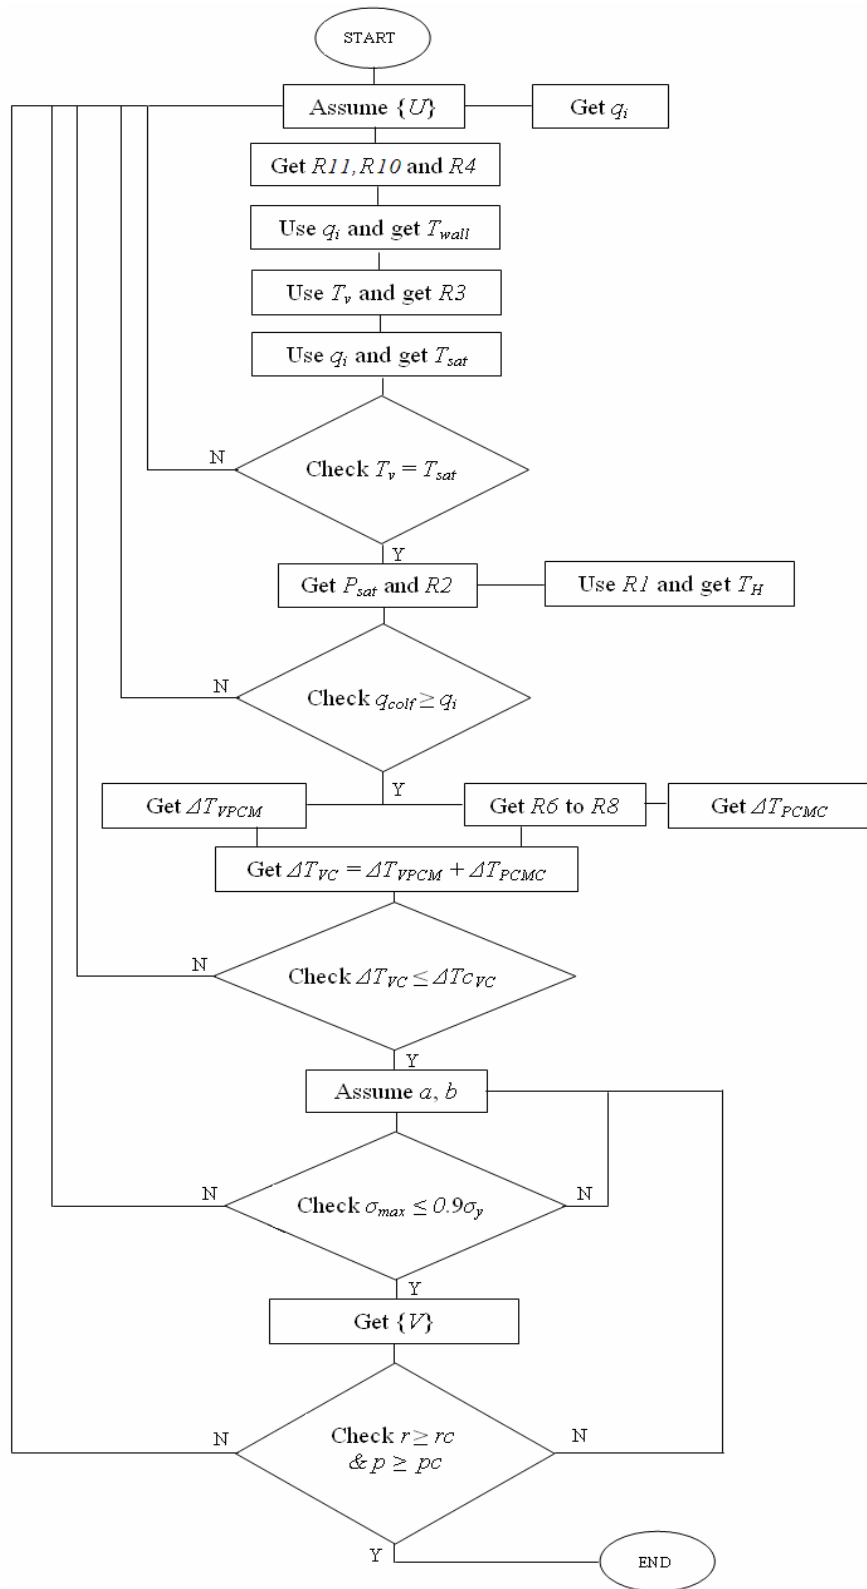 START
Assume {U}
Get qi
Get R11, R10 and R4
Use qi and get Twall
Use Tv and get R3
Use qi and get Tsat
N
Check Tv = Tsat
Y
Get Psat and R2
Use R1 and get TH
N
Check qcolf ≥ qi
Y
Get ΔTVPCM
Get R6 to R8
Get ΔTPCMC
Get ΔTVC = ΔTVPCM + ΔTPCMC
N
Check ΔTVC ≤ ΔTcVC
Y
Assume a, b
N
Check σmax ≤ 0.9σy
N
Y
Get {V}
N
Check r ≥ rc
& p ≥ pc
N
Y
END